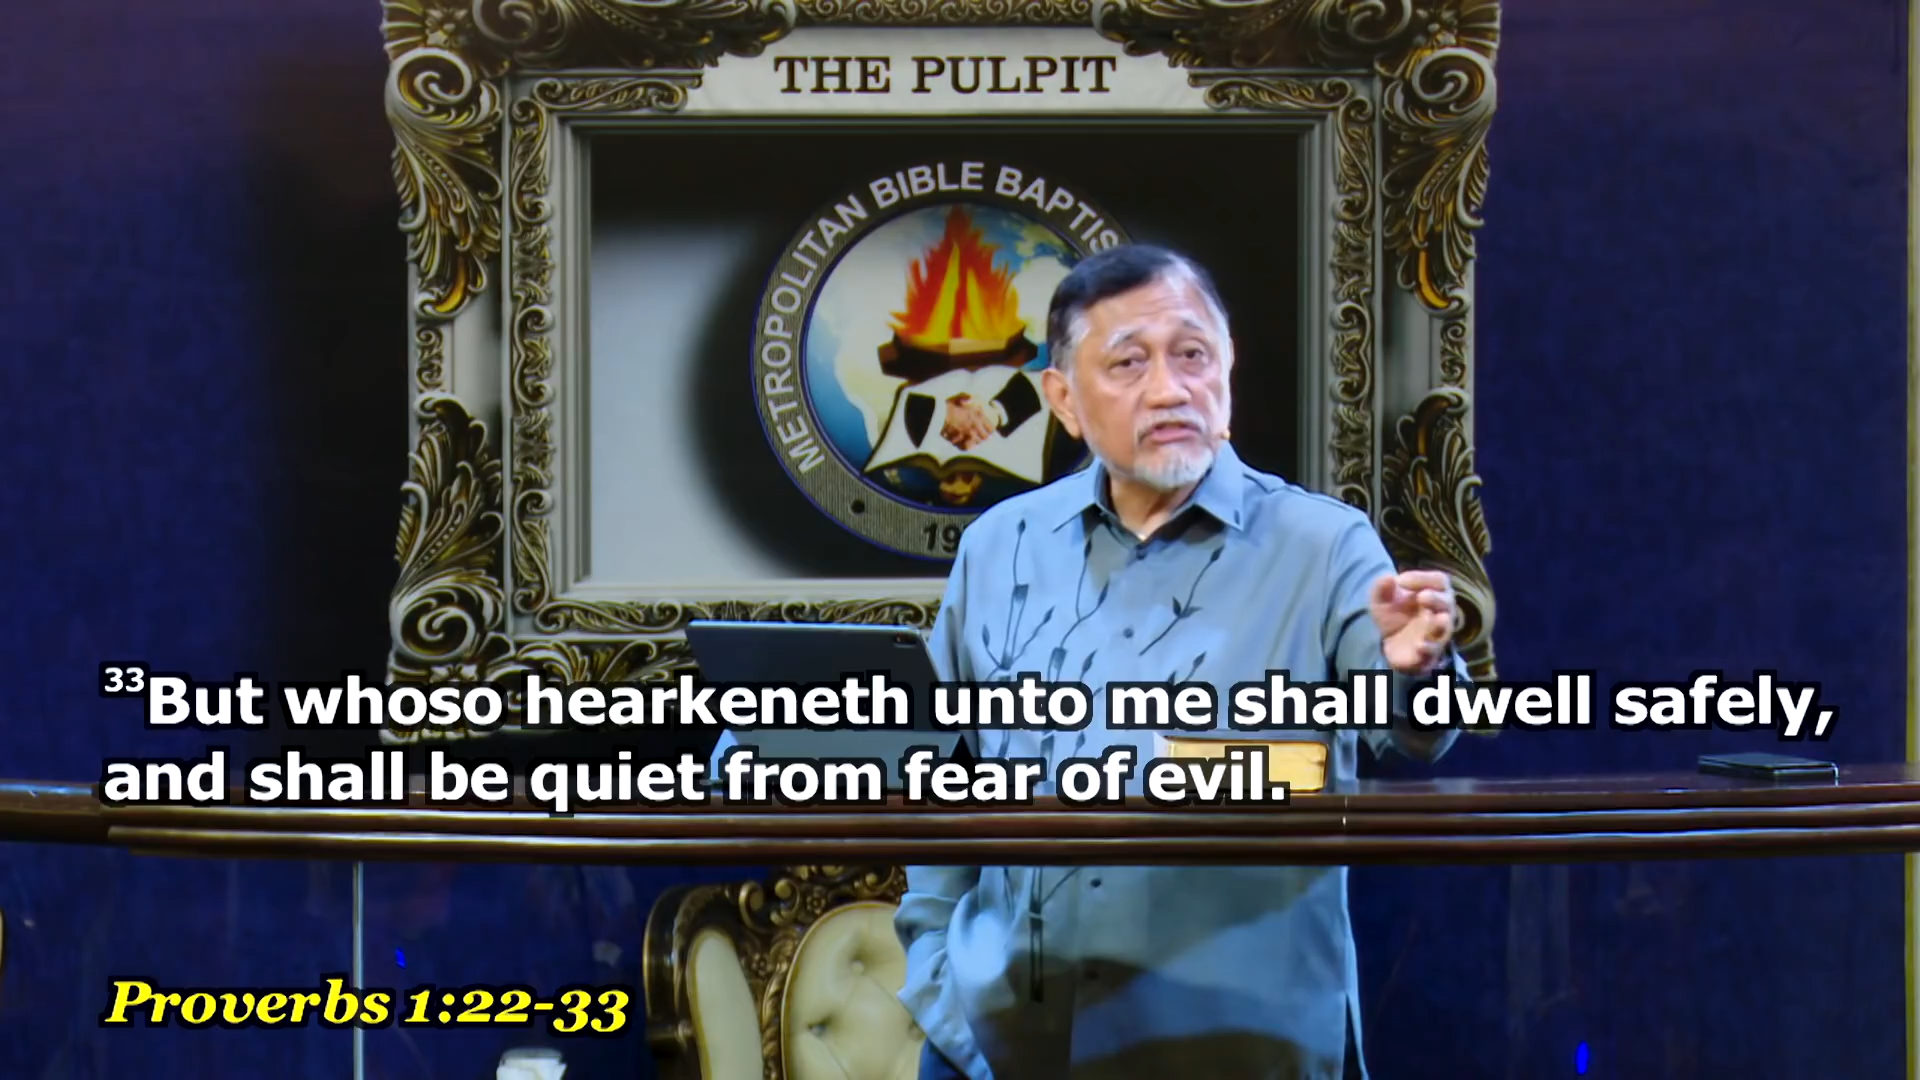 THE PULPIT
METROPOLITAN BIBLE BAPTIS
19
³³But whoso hearkeneth unto me shall dwell safely,
and shall be quiet from fear of evil.
Proverbs 1:22-33